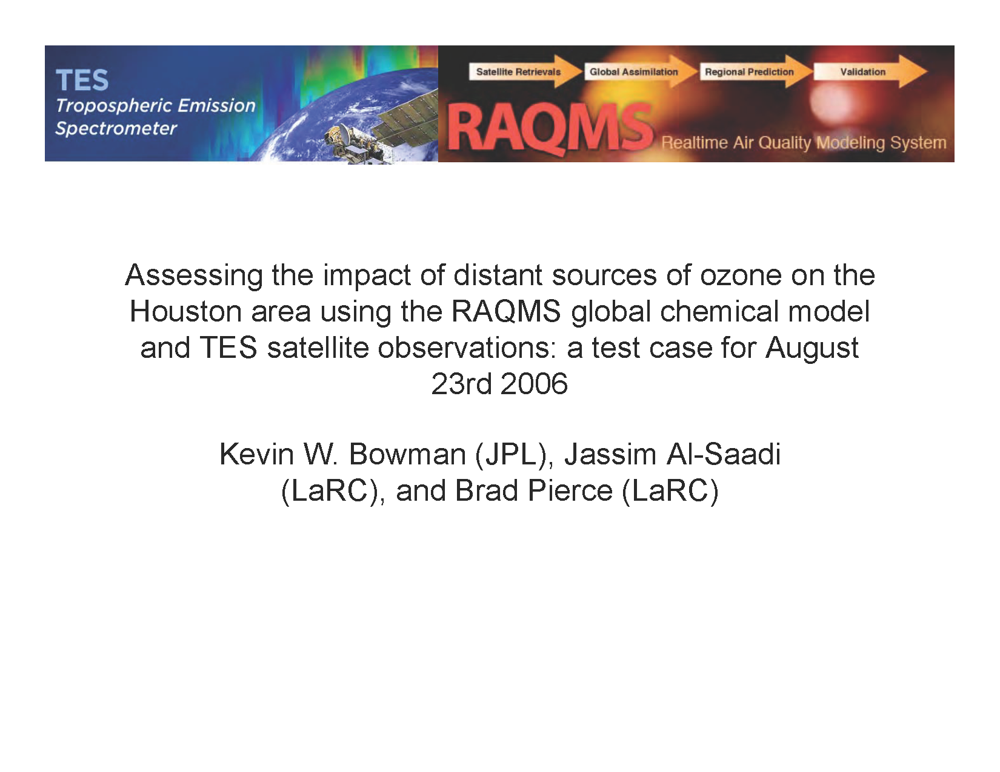 TES
Tropospheric Emission
Spectrometer
Satellite Retrievals
Global Assimilation
Regional Prediction
Validation
RAQMS
Realtime Air Quality Modeling System
Assessing the impact of distant sources of ozone on the
Houston area using the RAQMS global chemical model
and TES satellite observations: a test case for August
23rd 2006
Kevin W. Bowman (JPL), Jassim Al-Saadi
(LaRC), and Brad Pierce (LaRC)